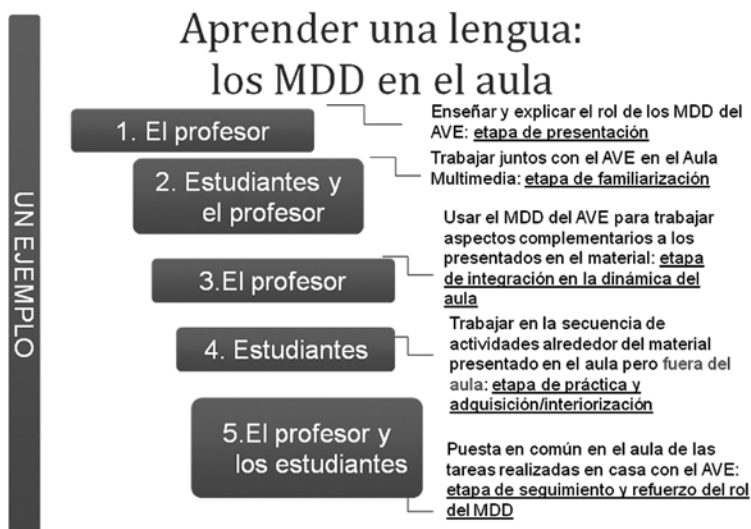 Aprender una lengua:
los MDD en el aula
UN EJEMPLO
1. El profesor
Enseñar y explicar el rol de los MDD del
AVE: etapa de presentación
2. Estudiantes y
el profesor
Trabajar juntos con el AVE en el Aula
Multimedia: etapa de familiarización
3.El profesor
Usar el MDD del AVE para trabajar
aspectos complementarios a los
presentados en el material: etapa
de integración en la dinámica del
aula
4. Estudiantes
Trabajar en la secuencia de
actividades alrededor del material
presentado en el aula pero fuera del
aula: etapa de práctica y
adquisición/interiorización
5.El profesor y
los estudiantes
Puesta en común en el aula de las
tareas realizadas en casa con el AVE:
etapa de seguimiento y refuerzo del rol
del MDD